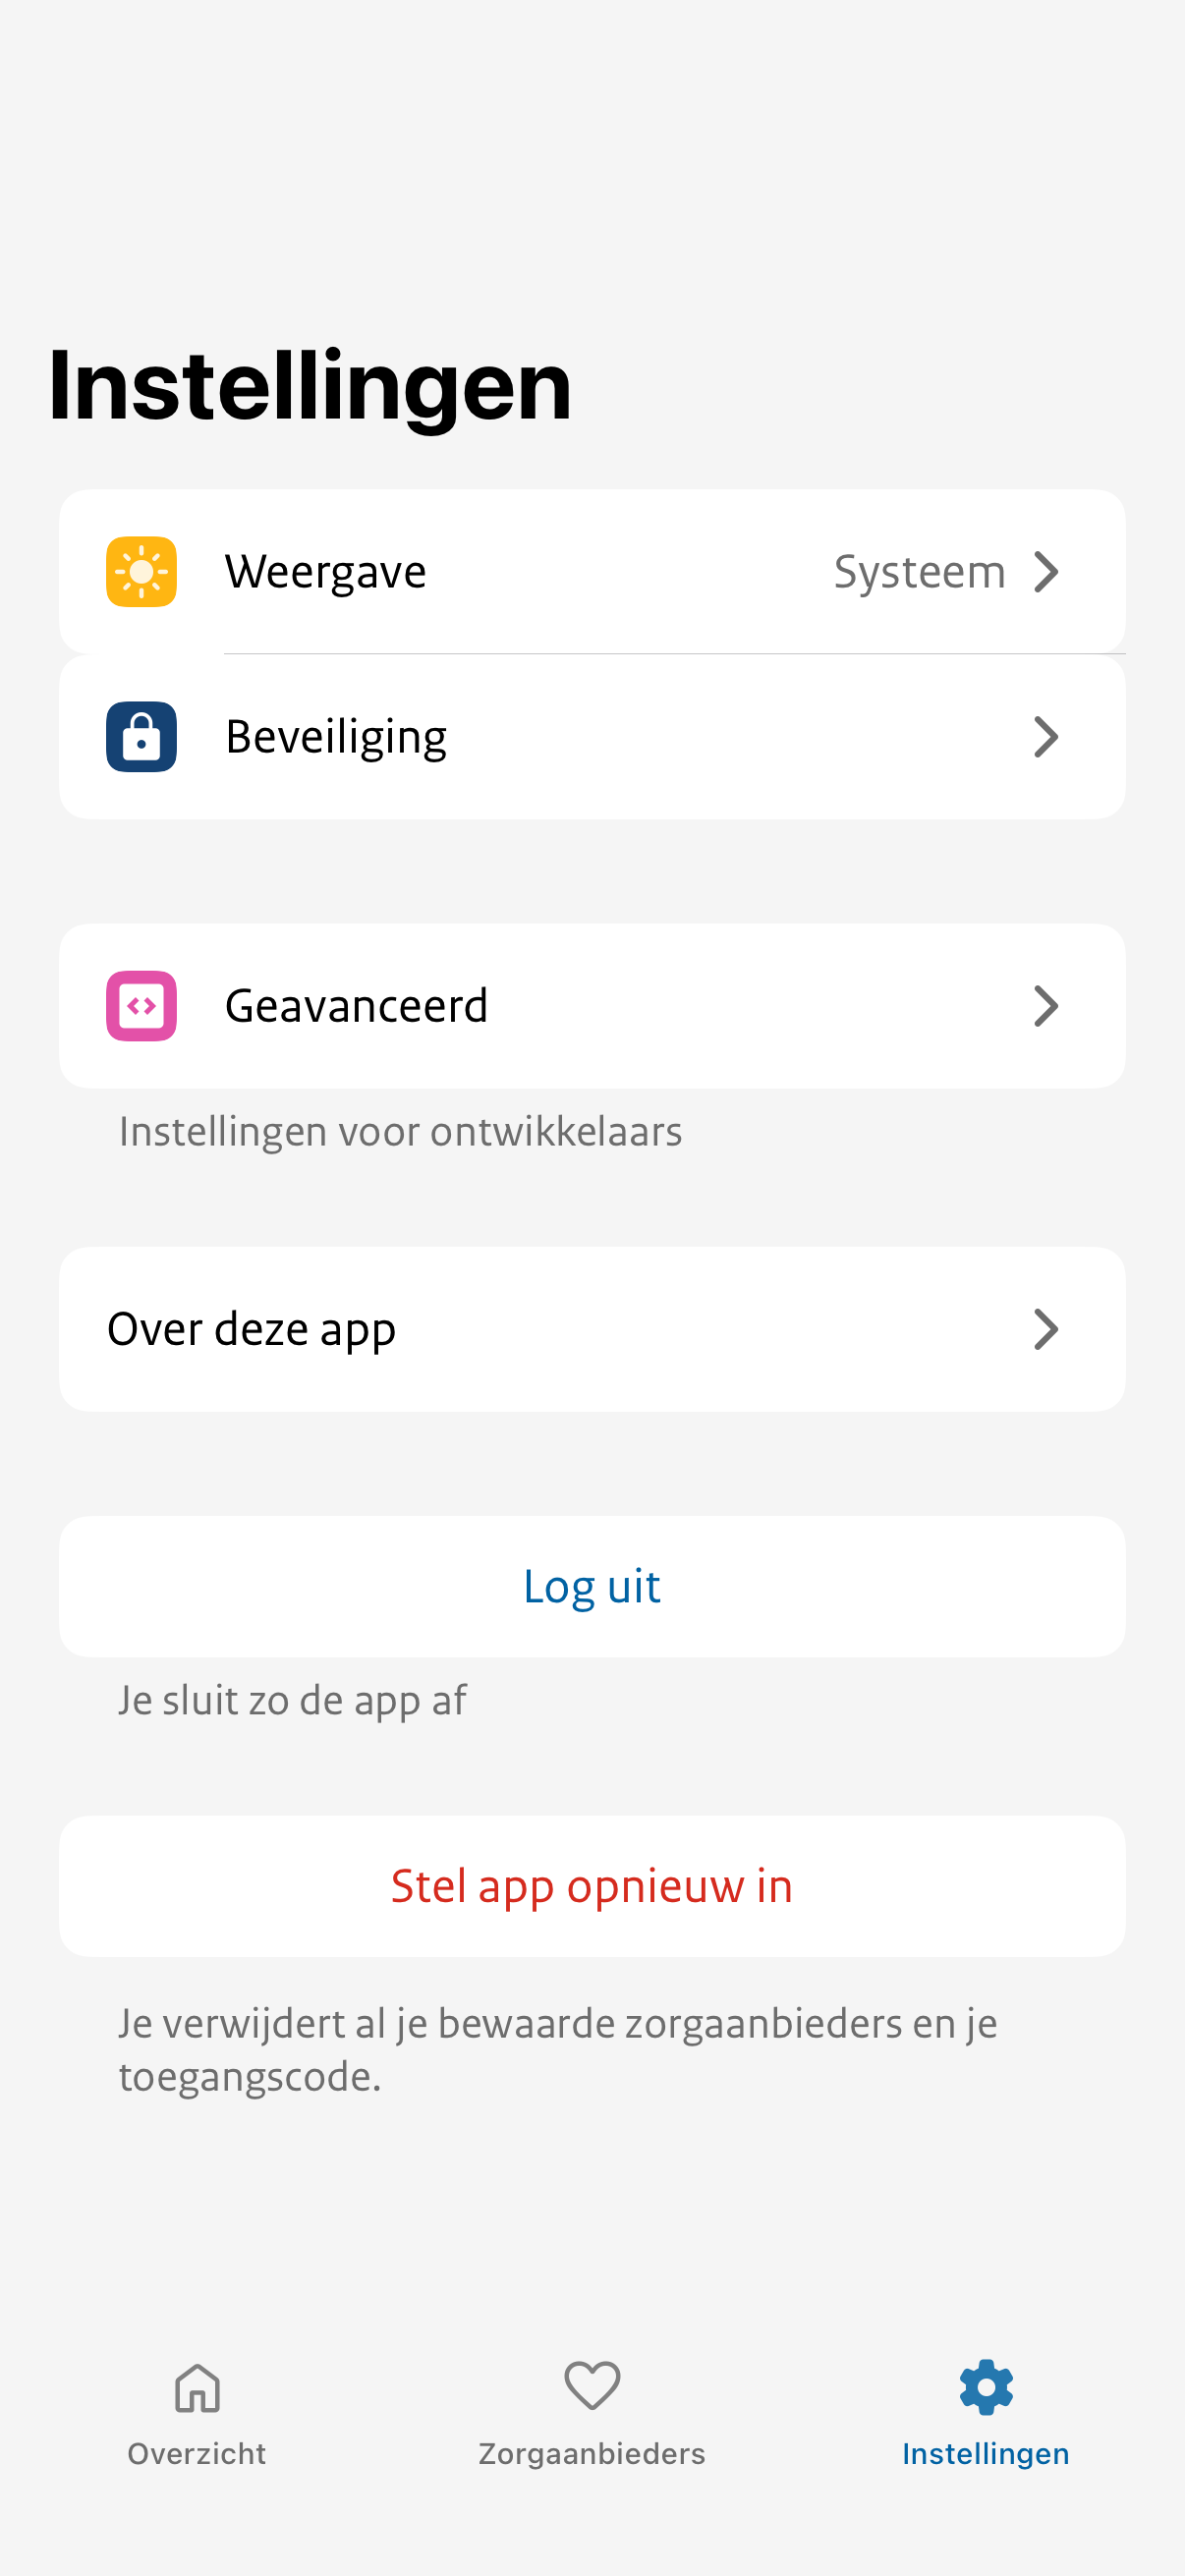 Instellingen
Weergave Systeem
Beveiliging
Geavanceerd
Instellingen voor ontwikkelaars
Over deze app
Log uit
Je sluit zo de app af
Stel app opnieuw in
Je verwijdert al je bewaarde zorgaanbieders en je
toegangscode.
Overzicht Zorgaanbieders Instellingen